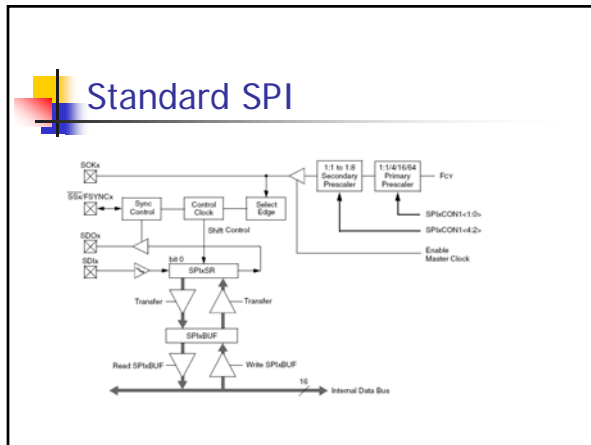 Standard SPI
SCKx
SSx/FSYNCx
SDOx
SDIx
Sync
Control
Control
Clock
Select
Edge
1:1 to 1:8
Secondary
Prescaler
1:1/4/16/64
Primary
Prescaler
FCY
SPIxCON1<1:0>
SPIxCON1<4:2>
Enable
Master Clock
Shift Control
bit 0
SPIxSR
Transfer
Transfer
SPIxBUF
Read SPIxBUF
Write SPIxBUF
16
Internal Data Bus